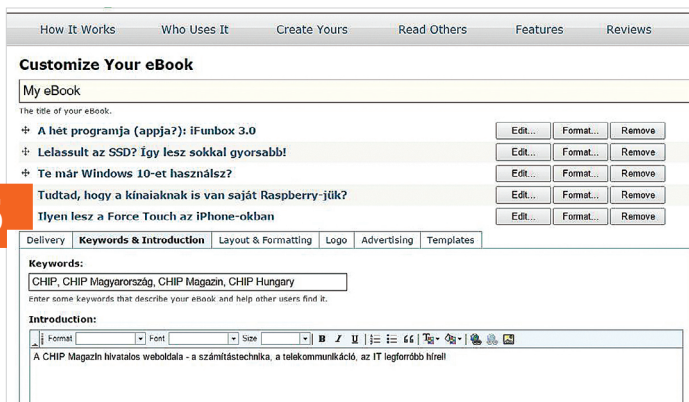 How It Works Who Uses It Create Yours Read Others Features Reviews
Customize Your eBook
My eBook
The title of your eBook.
A hét programja (appja?): iFunbox 3.0 Edit... Format... Remove
Lelassult az SSD? Így lesz sokkal gyorsabb! Edit... Format... Remove
Te már Windows 10-et használsz? Edit... Format... Remove
Tudtad, hogy a kínaiaknak is van saját Raspberry-jük? Edit... Format... Remove
Ilyen lesz a Force Touch az iPhone-okban Edit... Format... Remove
Delivery Keywords & Introduction Layout & Formatting Logo Advertising Templates
Keywords:
CHIP, CHIP Magyarország, CHIP Magazin, CHIP Hungary
Enter some keywords that describe your eBook and help other users find it.
Introduction:
Format Font Size B I U
A CHIP Magazin hivatalos weboldala - a számítástechnika, a telekommunikáció, az IT legforróbb hírei!